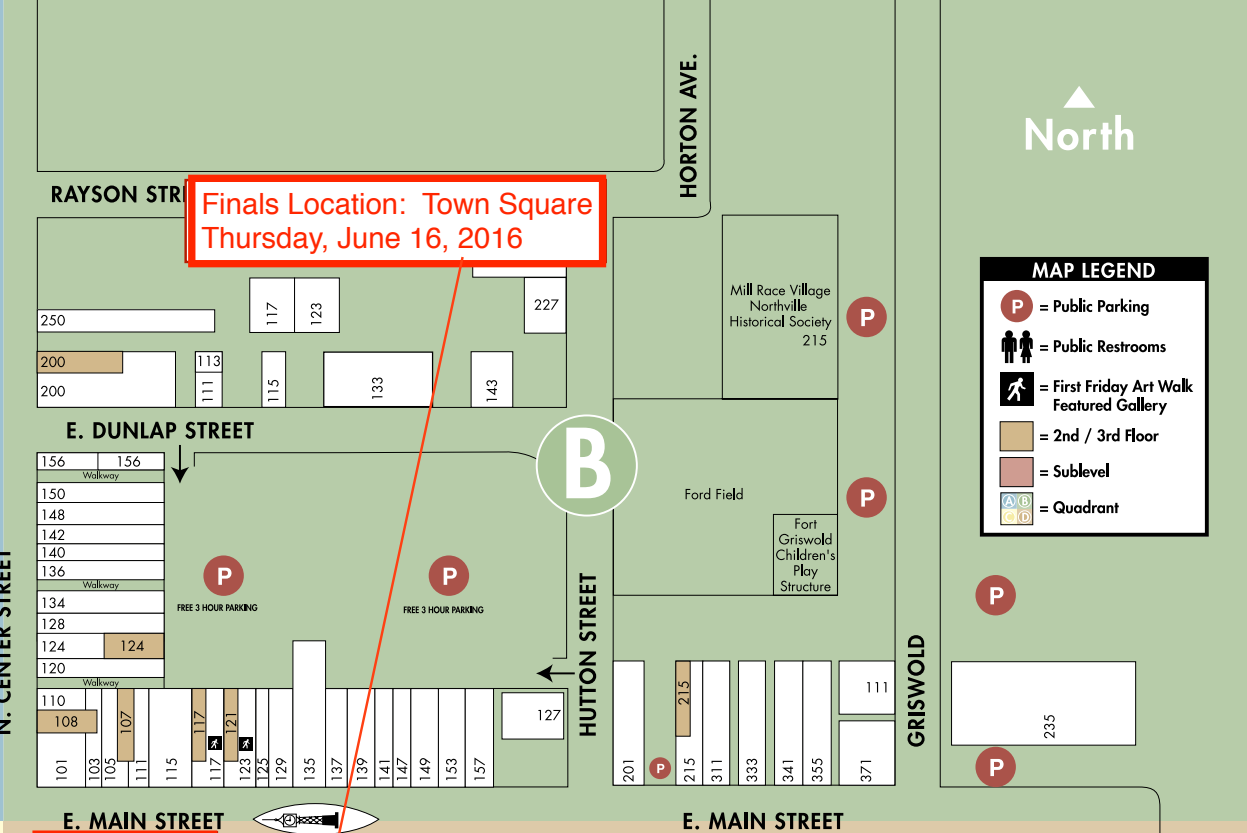 HORTON AVE.
North
RAYSON
Finals Location: Town Square
Thursday, June 16, 2016
MAP LEGEND
P = Public Parking
= Public Restrooms
= First Friday Art Walk
Featured Gallery
= 2nd / 3rd Floor
= Sublevel
A B C D = Quadrant
Mill Race Village
Northville
Historical Society
215
P
117
123
227
250
200
200
113
111
115
133
143
E. DUNLAP STREET
B
Ford Field
P
Fort
Griswold
Children's
Play
Structure
156
156
Walkway
150
148
142
140
136
Walkway
134
128
124
124
120
Walkway
110
108
P
FREE 3 HOUR PARKING
P
FREE 3 HOUR PARKING
P
N. CENTER STREET
HUTTON STREET
GRISWOLD
101
103
105
107
111
115
117
117
121
123
125
129
135
137
139
141
147
149
153
157
127
201
P
215
215
311
333
341
355
111
371
235
P
E. MAIN STREET
E. MAIN STREET